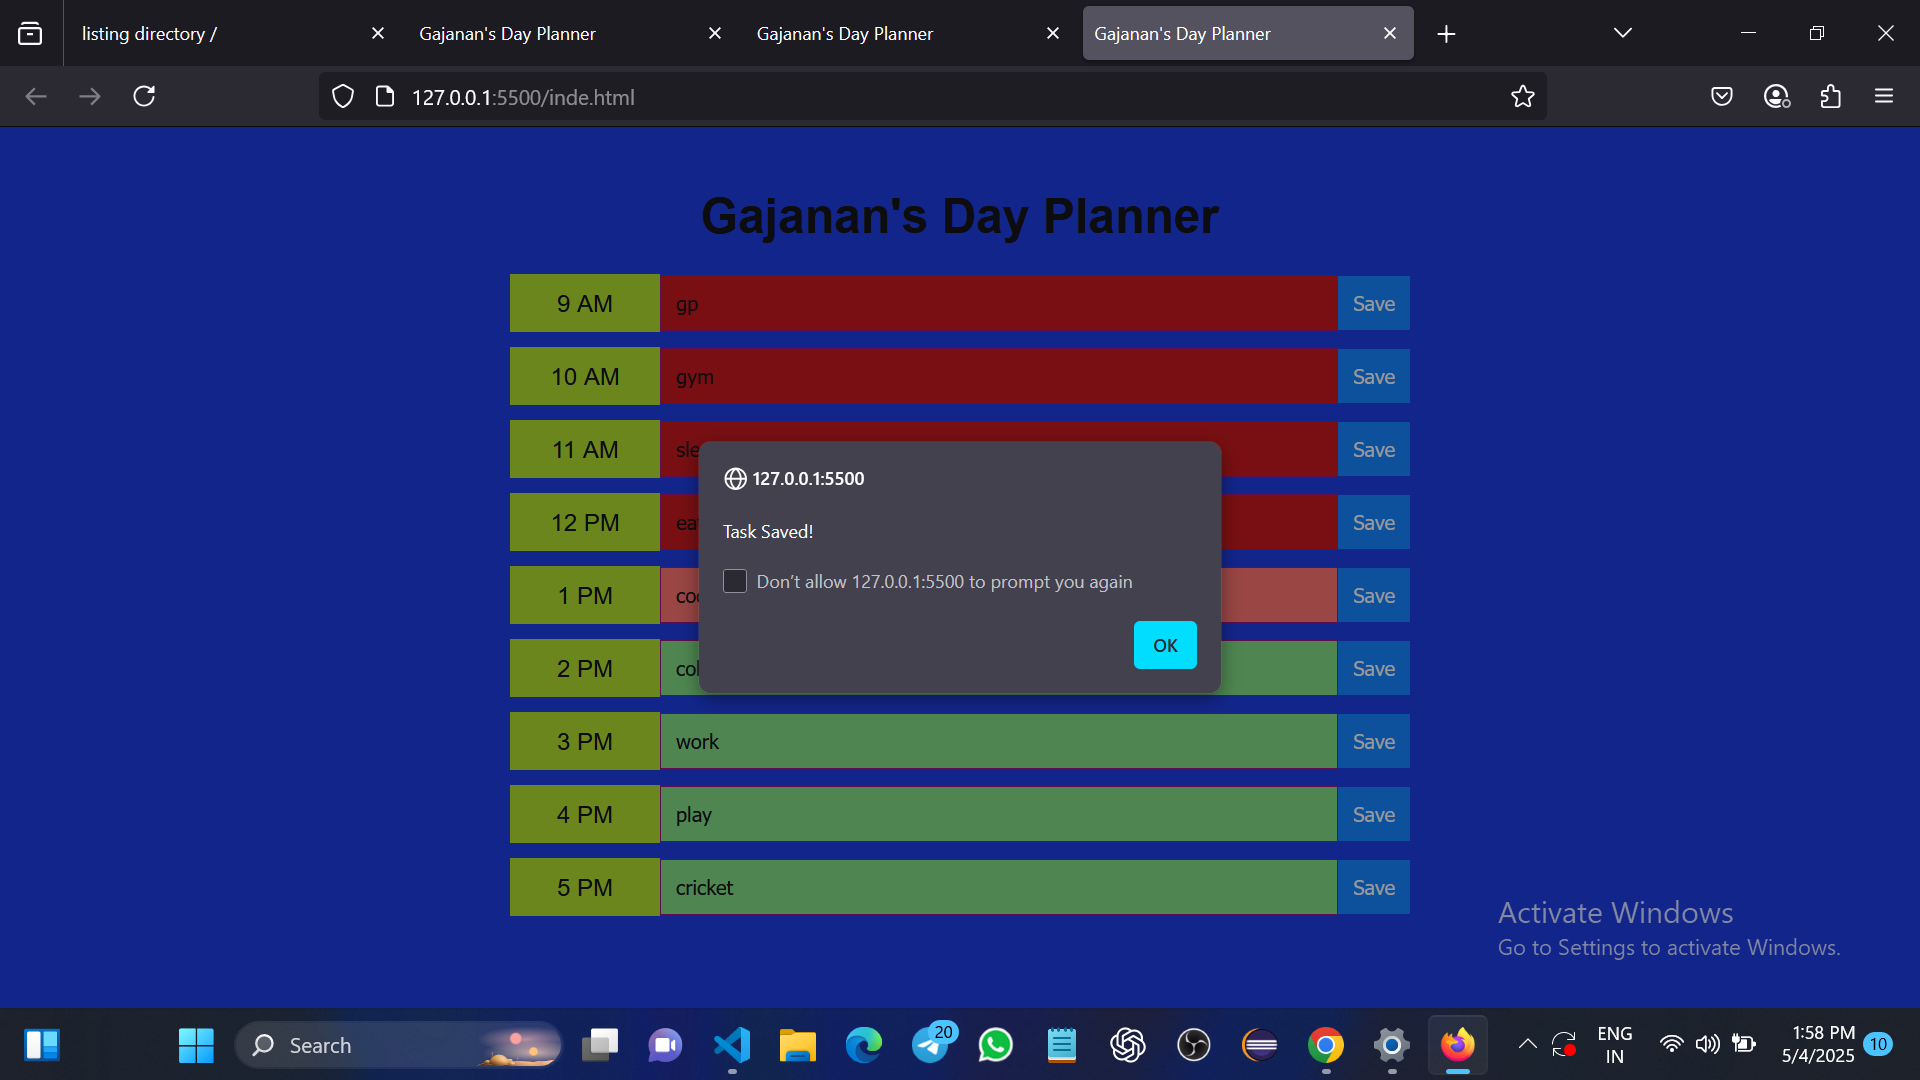 listing directory /
Gajanan's Day Planner
Gajanan's Day Planner
Gajanan's Day Planner
127.0.0.1:5500/inde.html
Gajanan's Day Planner
9 AM gp Save
10 AM gym Save
11 AM sle Save
12 PM ea Save
1 PM Save
2 PM Save
3 PM work Save
4 PM play Save
5 PM cricket Save
127.0.0.1:5500
Task Saved!
Don’t allow 127.0.0.1:5500 to prompt you again
OK
Activate Windows
Go to Settings to activate Windows.
Search
20
ENG
IN
1:58 PM
5/4/2025
10